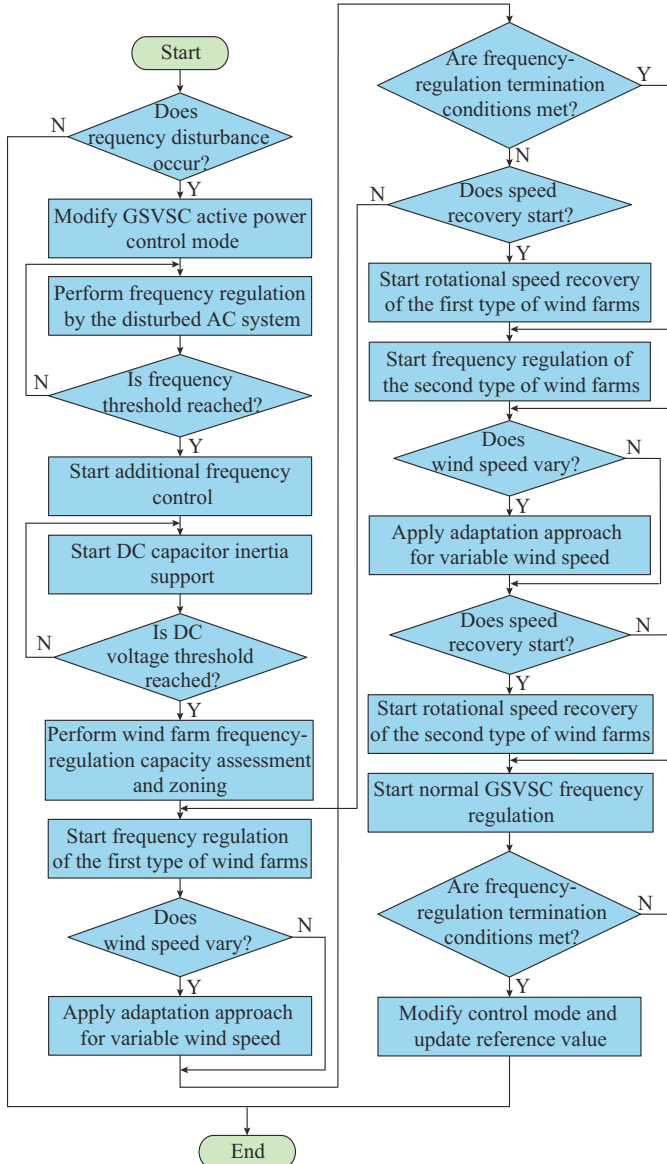 Start
Does
requency disturbance
occur?
N
Y
Modify GSVSC active power
control mode
Perform frequency regulation
by the disturbed AC system
Is frequency
threshold reached?
N
Y
Start additional frequency
control
Start DC capacitor inertia
support
Is DC
voltage threshold
reached?
N
Y
Perform wind farm frequency-
regulation capacity assessment
and zoning
Start frequency regulation
of the first type of wind farms
Does
wind speed vary?
N
Y
Apply adaptation approach
for variable wind speed
Are frequency-
regulation termination
conditions met?
Y
N
Does speed
recovery start?
N
Y
Start rotational speed recovery
of the first type of wind farms
Start frequency regulation of
the second type of wind farms
Does
wind speed vary?
N
Y
Apply adaptation approach
for variable wind speed
Does speed
recovery start?
N
Y
Start rotational speed recovery
of the second type of wind farms
Start normal GSVSC frequency
regulation
Are frequency-
regulation termination
conditions met?
N
Y
Modify control mode and
update reference value
End